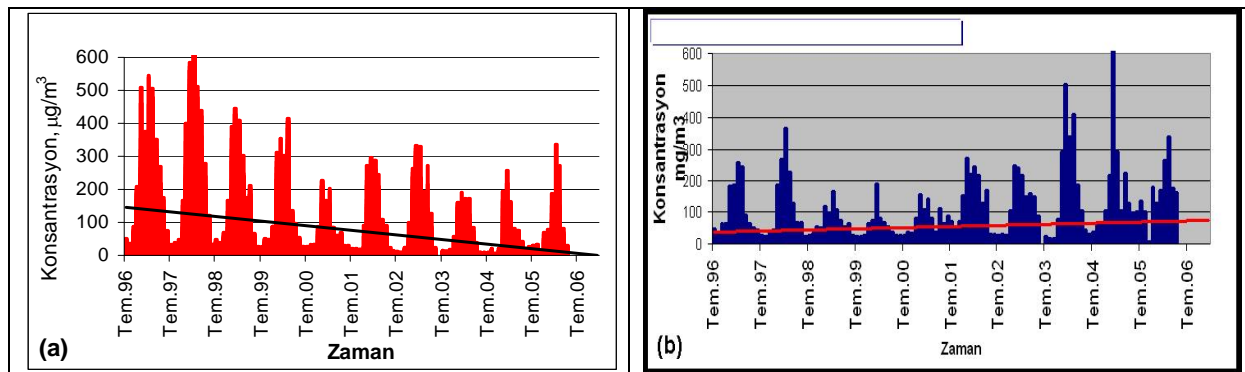 600
500
400
300
200
100
0
Konsantrasyon, µg/m³
Tem.96
Tem.97
Tem.98
Tem.99
Tem.00
Tem.01
Tem.02
Tem.03
Tem.04
Tem.05
Tem.06
(a)
Zaman
600
500
400
300
200
100
0
Konsantrasyon
mg/m3
Tem.96
Tem.97
Tem.98
Tem.99
Tem.00
Tem.01
Tem.02
Tem.03
Tem.04
Tem.05
Tem.06
(b)
Zaman